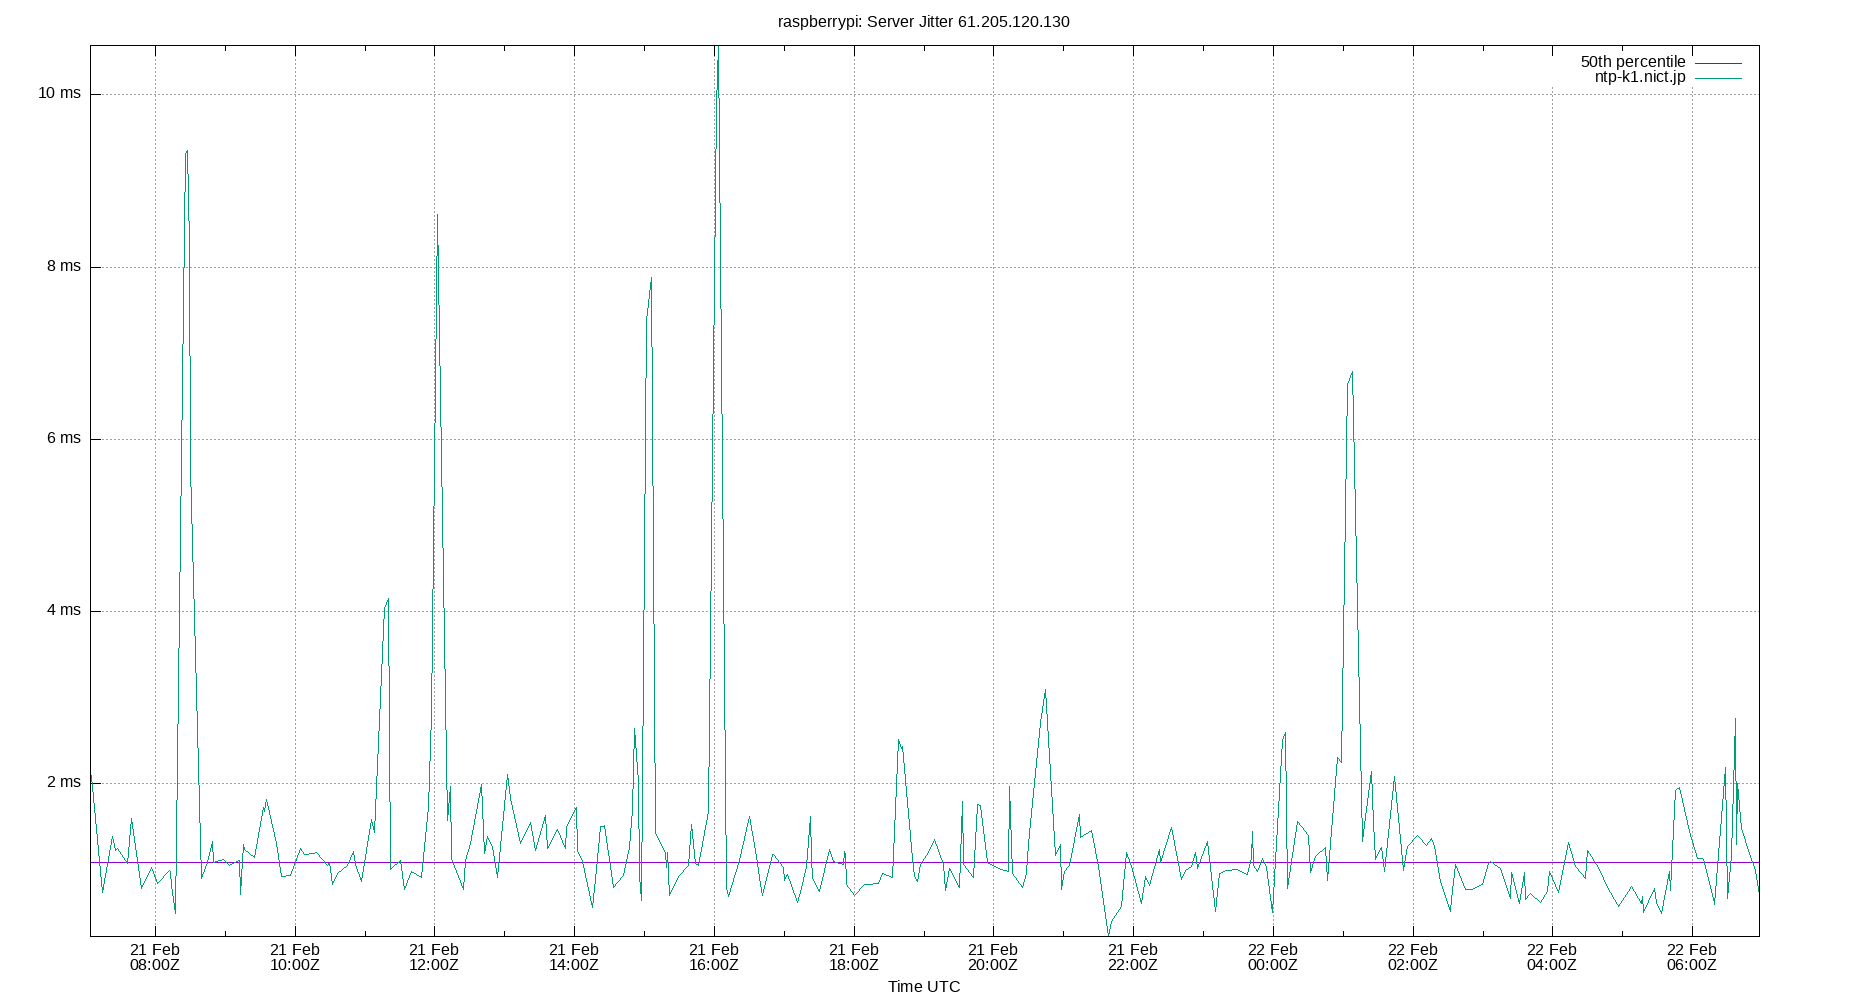 raspberrypi: Server Jitter 61.205.120.130
50th percentile
ntp-k1.nict.jp
10 ms
8 ms
6 ms
4 ms
2 ms
21 Feb 21 Feb 21 Feb 21 Feb 21 Feb 21 Feb 21 Feb 21 Feb 22 Feb 22 Feb 22 Feb 22 Feb
08:00Z 10:00Z 12:00Z 14:00Z 16:00Z 18:00Z 20:00Z 22:00Z 00:00Z 02:00Z 04:00Z 06:00Z
Time UTC